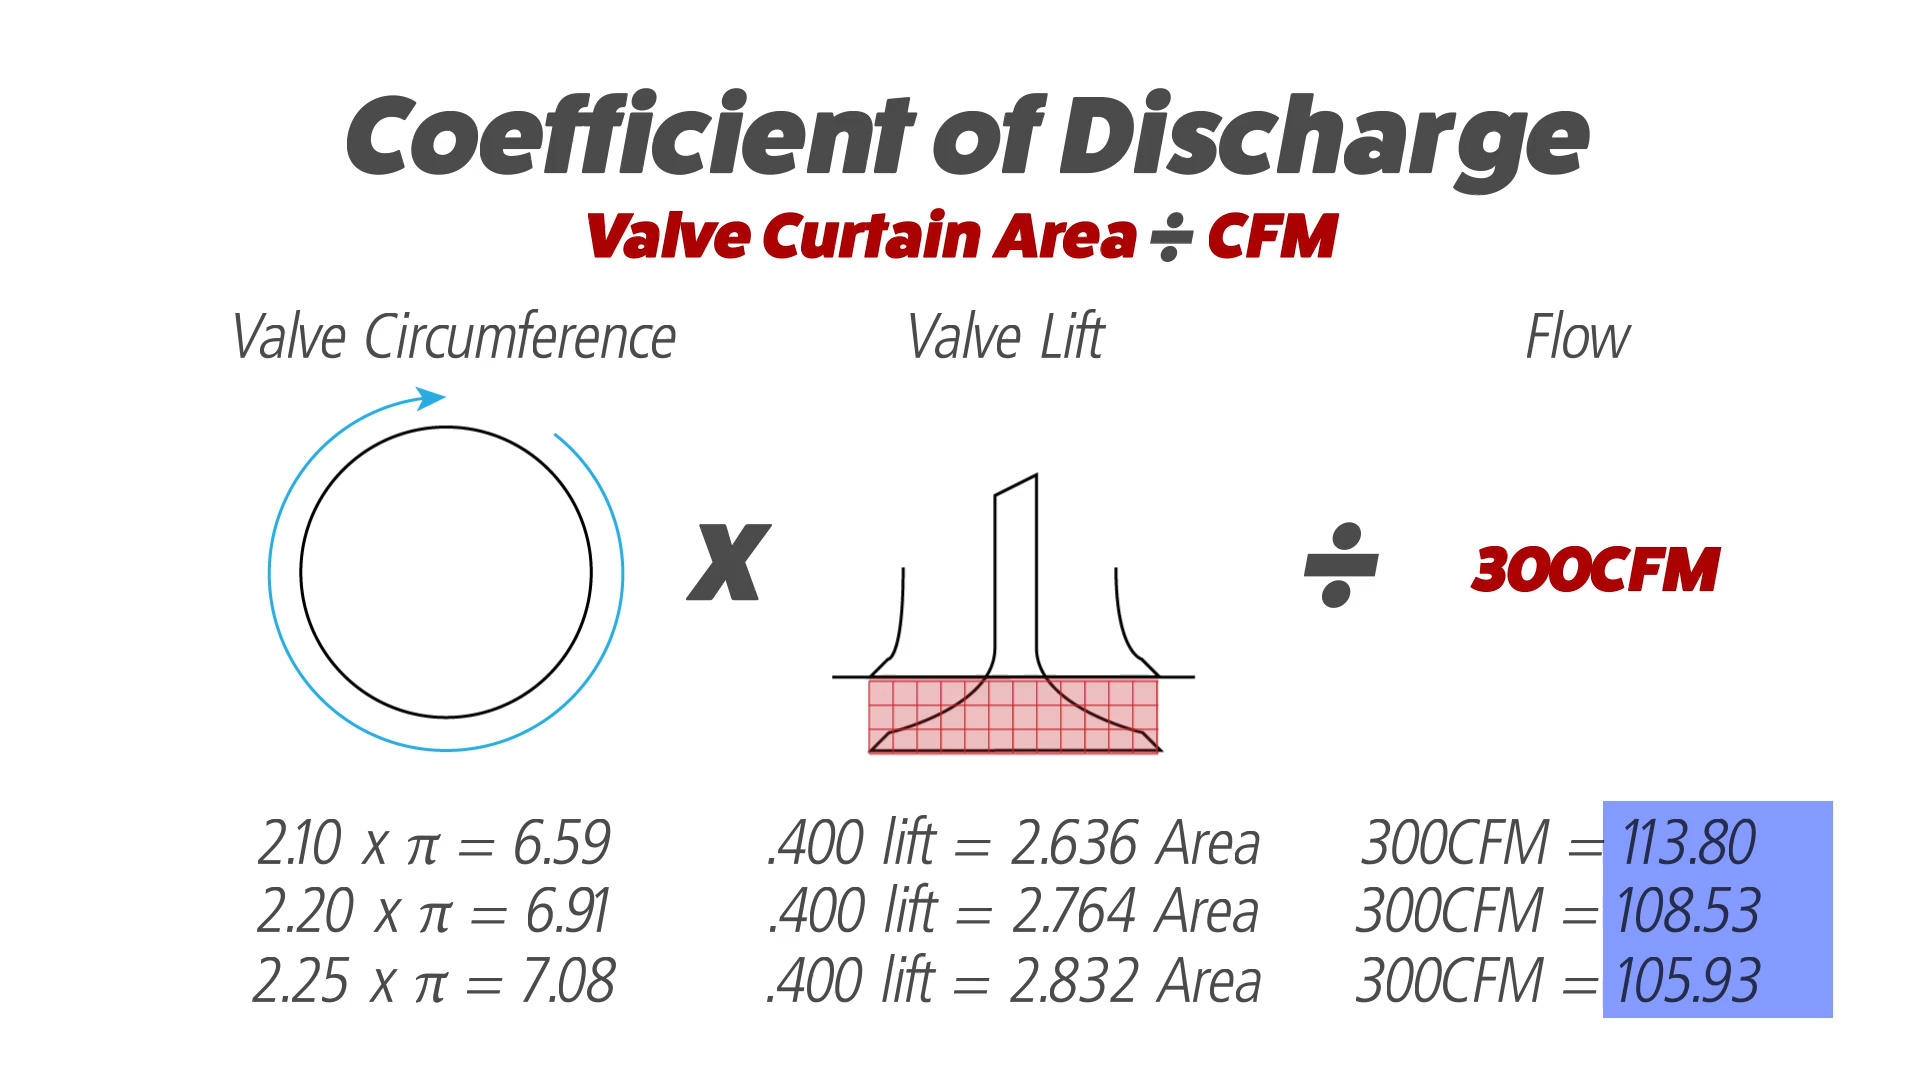 Coefficient of Discharge
Valve Curtain Area ÷ CFM
Valve Circumference Valve Lift Flow
X ÷ 300CFM
2.10 x π = 6.59 .400 lift = 2.636 Area 300CFM = 113.80
2.20 x π = 6.91 .400 lift = 2.764 Area 300CFM = 108.53
2.25 x π = 7.08 .400 lift = 2.832 Area 300CFM = 105.93